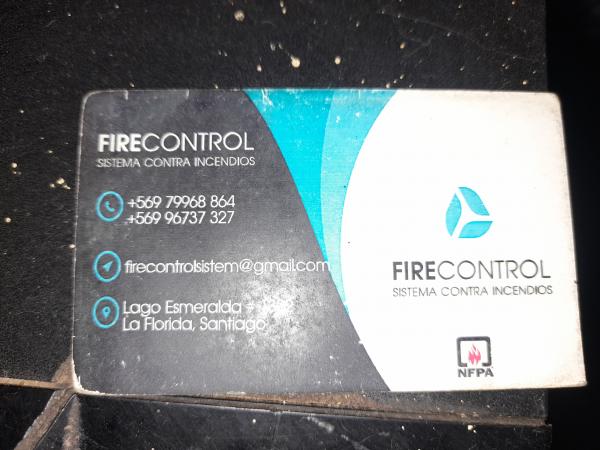 FIRECONTROL
SISTEMA CONTRA INCENDIOS
+569 79968 864
+569 96737 327
firecontrolsistem@gmail.com
Lago Esmeralda
La Florida, Santiago
FIRECONTROL
SISTEMA CONTRA INCENDIOS
NFPA